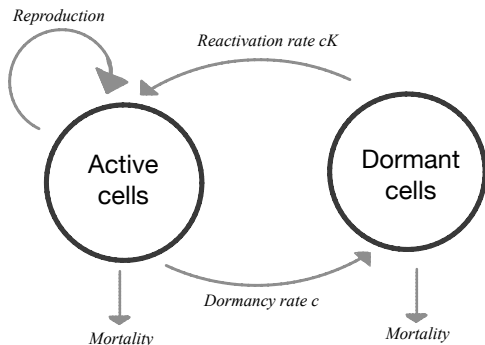 Reproduction
Reactivation rate cK
Active
cells
Dormant
cells
Dormancy rate c
Mortality
Mortality